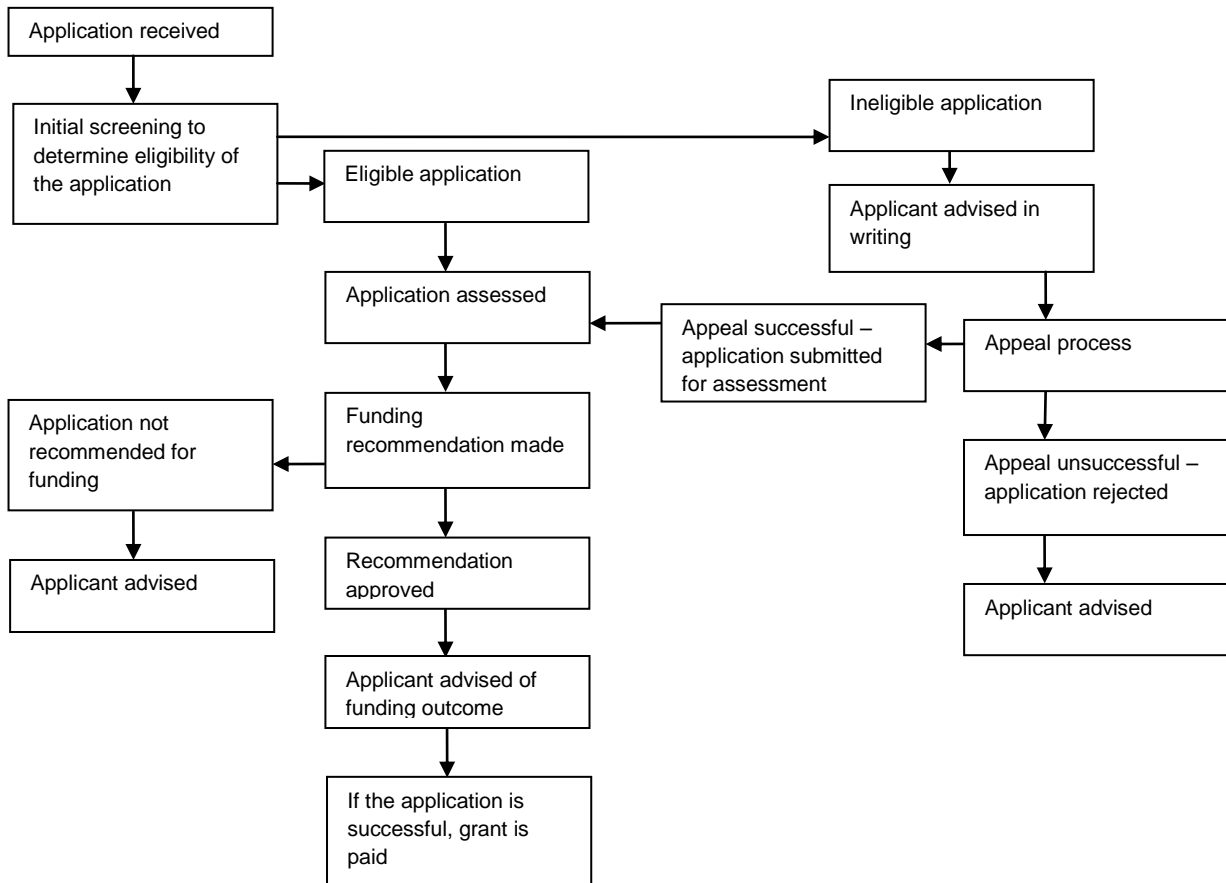 Application received
Initial screening to
determine eligibility of
the application
Ineligible application
Eligible application
Applicant advised in
writing
Application assessed
Appeal successful –
application submitted
for assessment
Appeal process
Application not
recommended for
funding
Funding
recommendation made
Appeal unsuccessful –
application rejected
Applicant advised
Recommendation
approved
Applicant advised
Applicant advised of
funding outcome
If the application is
successful, grant is
paid